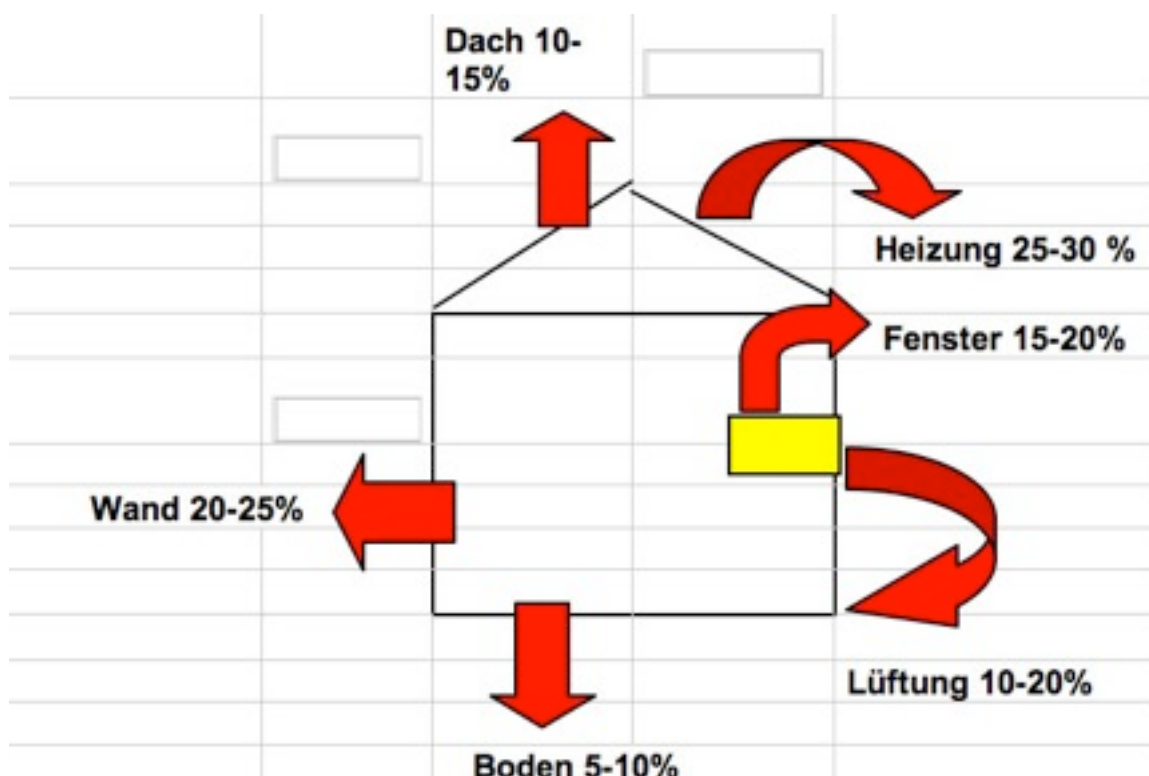 Dach 10-
15%
Heizung 25-30 %
Fenster 15-20%
Wand 20-25%
Lüftung 10-20%
Boden 5-10%